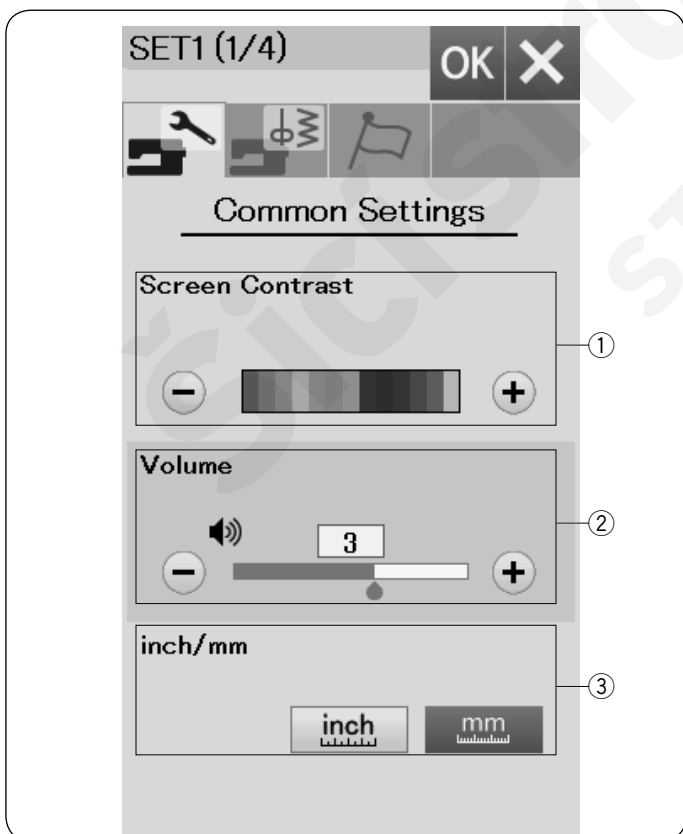 SET1 (1/4)
OK
Common Settings
Screen Contrast
①
Volume
3
②
inch/mm
③
inch
mm